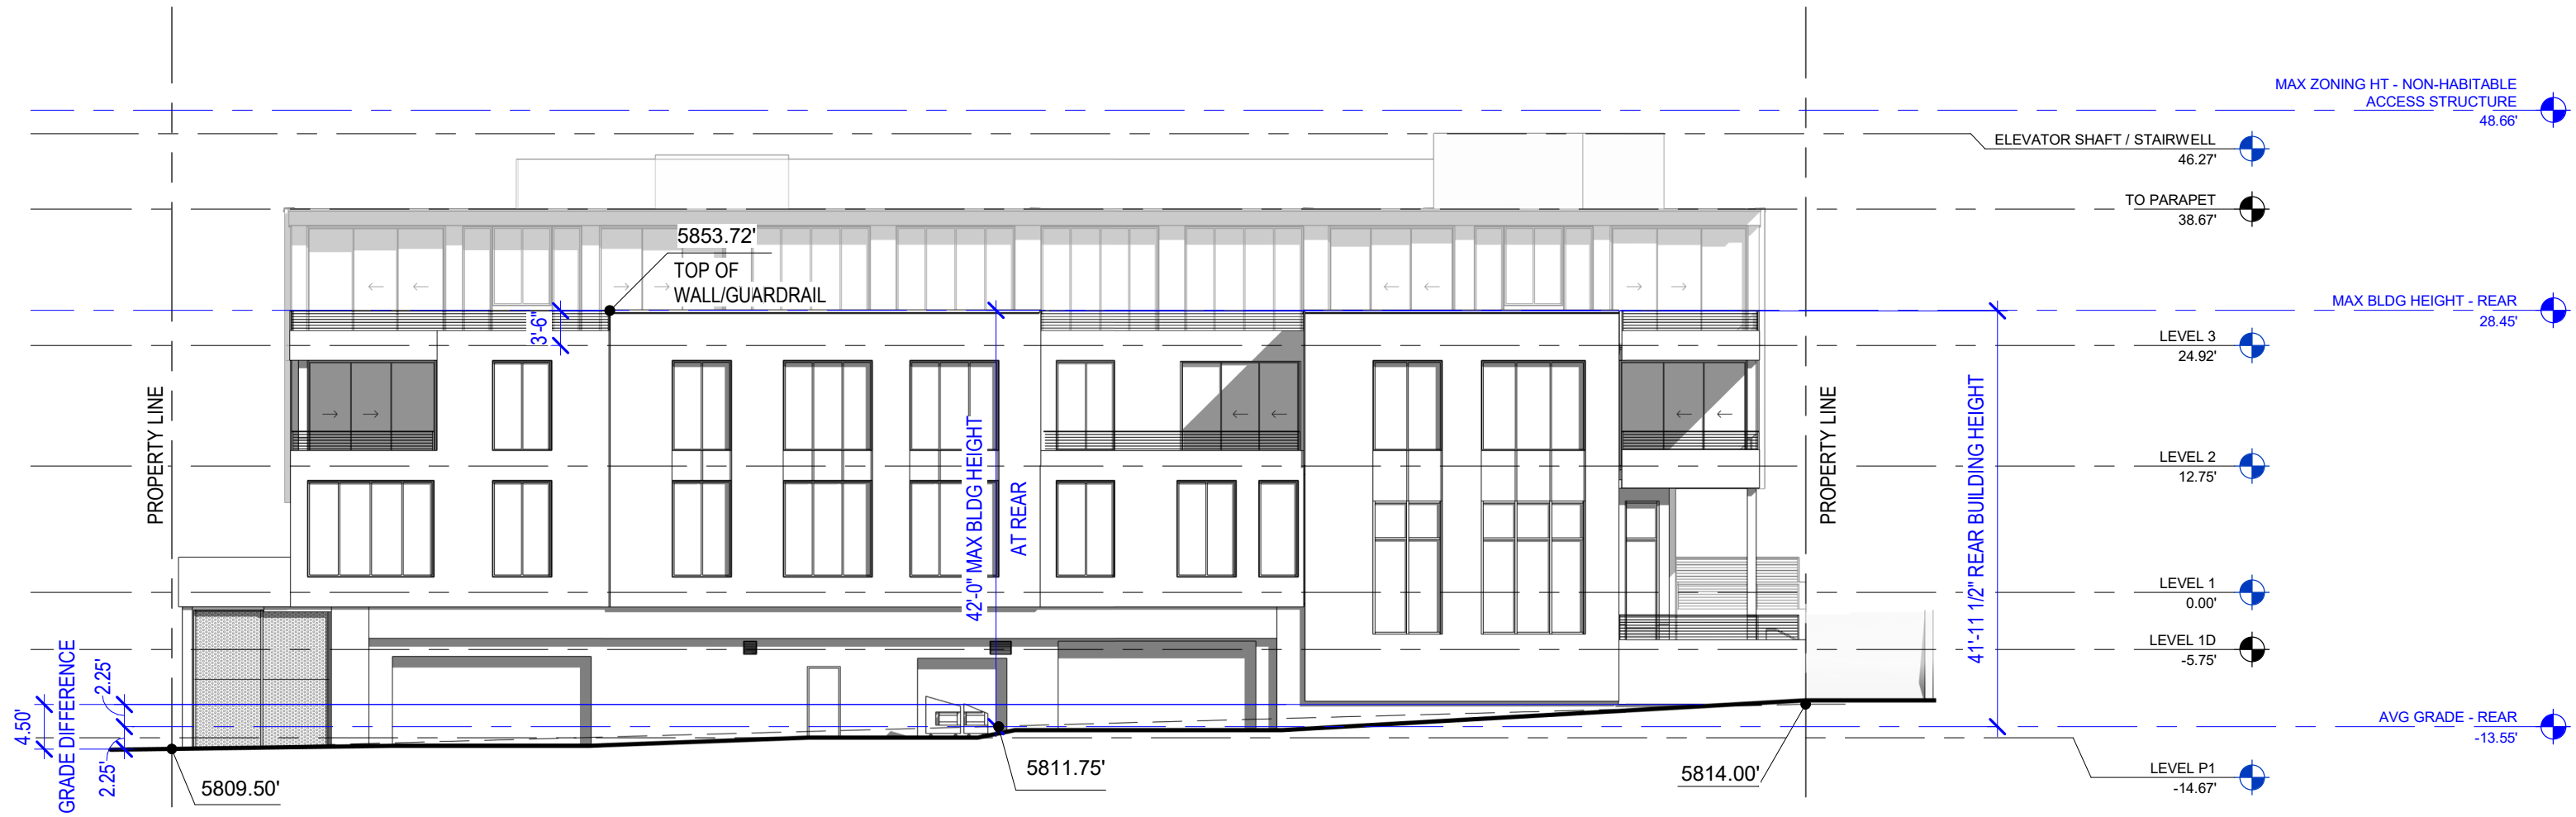 MAX ZONING HT - NON-HABITABLE
ACCESS STRUCTURE
48.66'
ELEVATOR SHAFT / STAIRWELL
46.27'
TO PARAPET
38.67'
5853.72'
TOP OF
WALL/GUARDRAIL
3'-6"
MAX BLDG HEIGHT - REAR
28.45'
LEVEL 3
24.92'
PROPERTY LINE
42'-0" MAX BLDG HEIGHT
AT REAR
PROPERTY LINE
41'-11 1/2" REAR BUILDING HEIGHT
LEVEL 2
12.75'
LEVEL 1
0.00'
LEVEL 1D
-5.75'
4.50'
GRADE DIFFERENCE
2.25'
2.25'
AVG GRADE - REAR
-13.55'
5809.50'
5811.75'
5814.00'
LEVEL P1
-14.67'